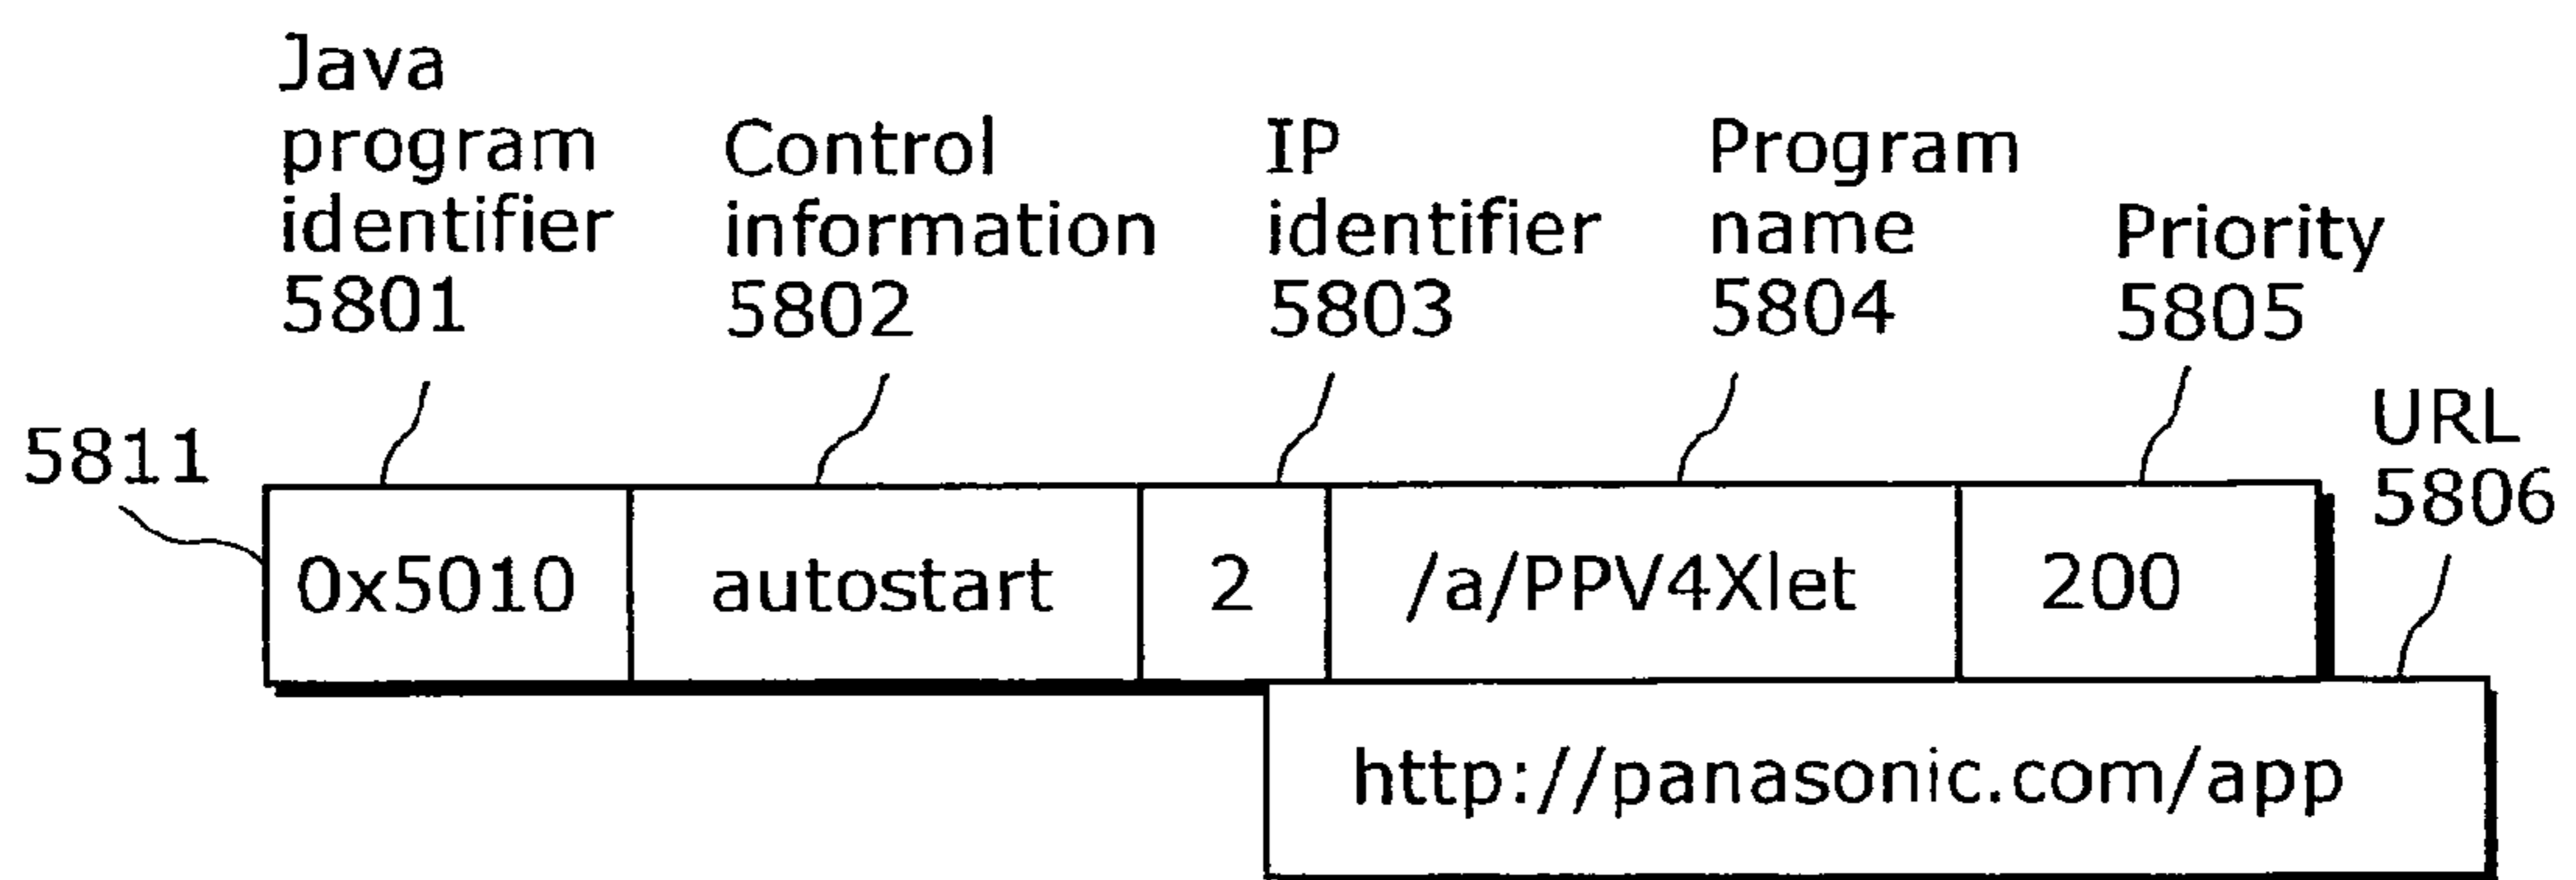 Java
program
identifier
5801
Control
information
5802
IP
identifier
5803
Program
name
5804
Priority
5805
URL
5806
5811
0x5010
autostart
2
/a/PPV4Xlet
200
http://panasonic.com/app